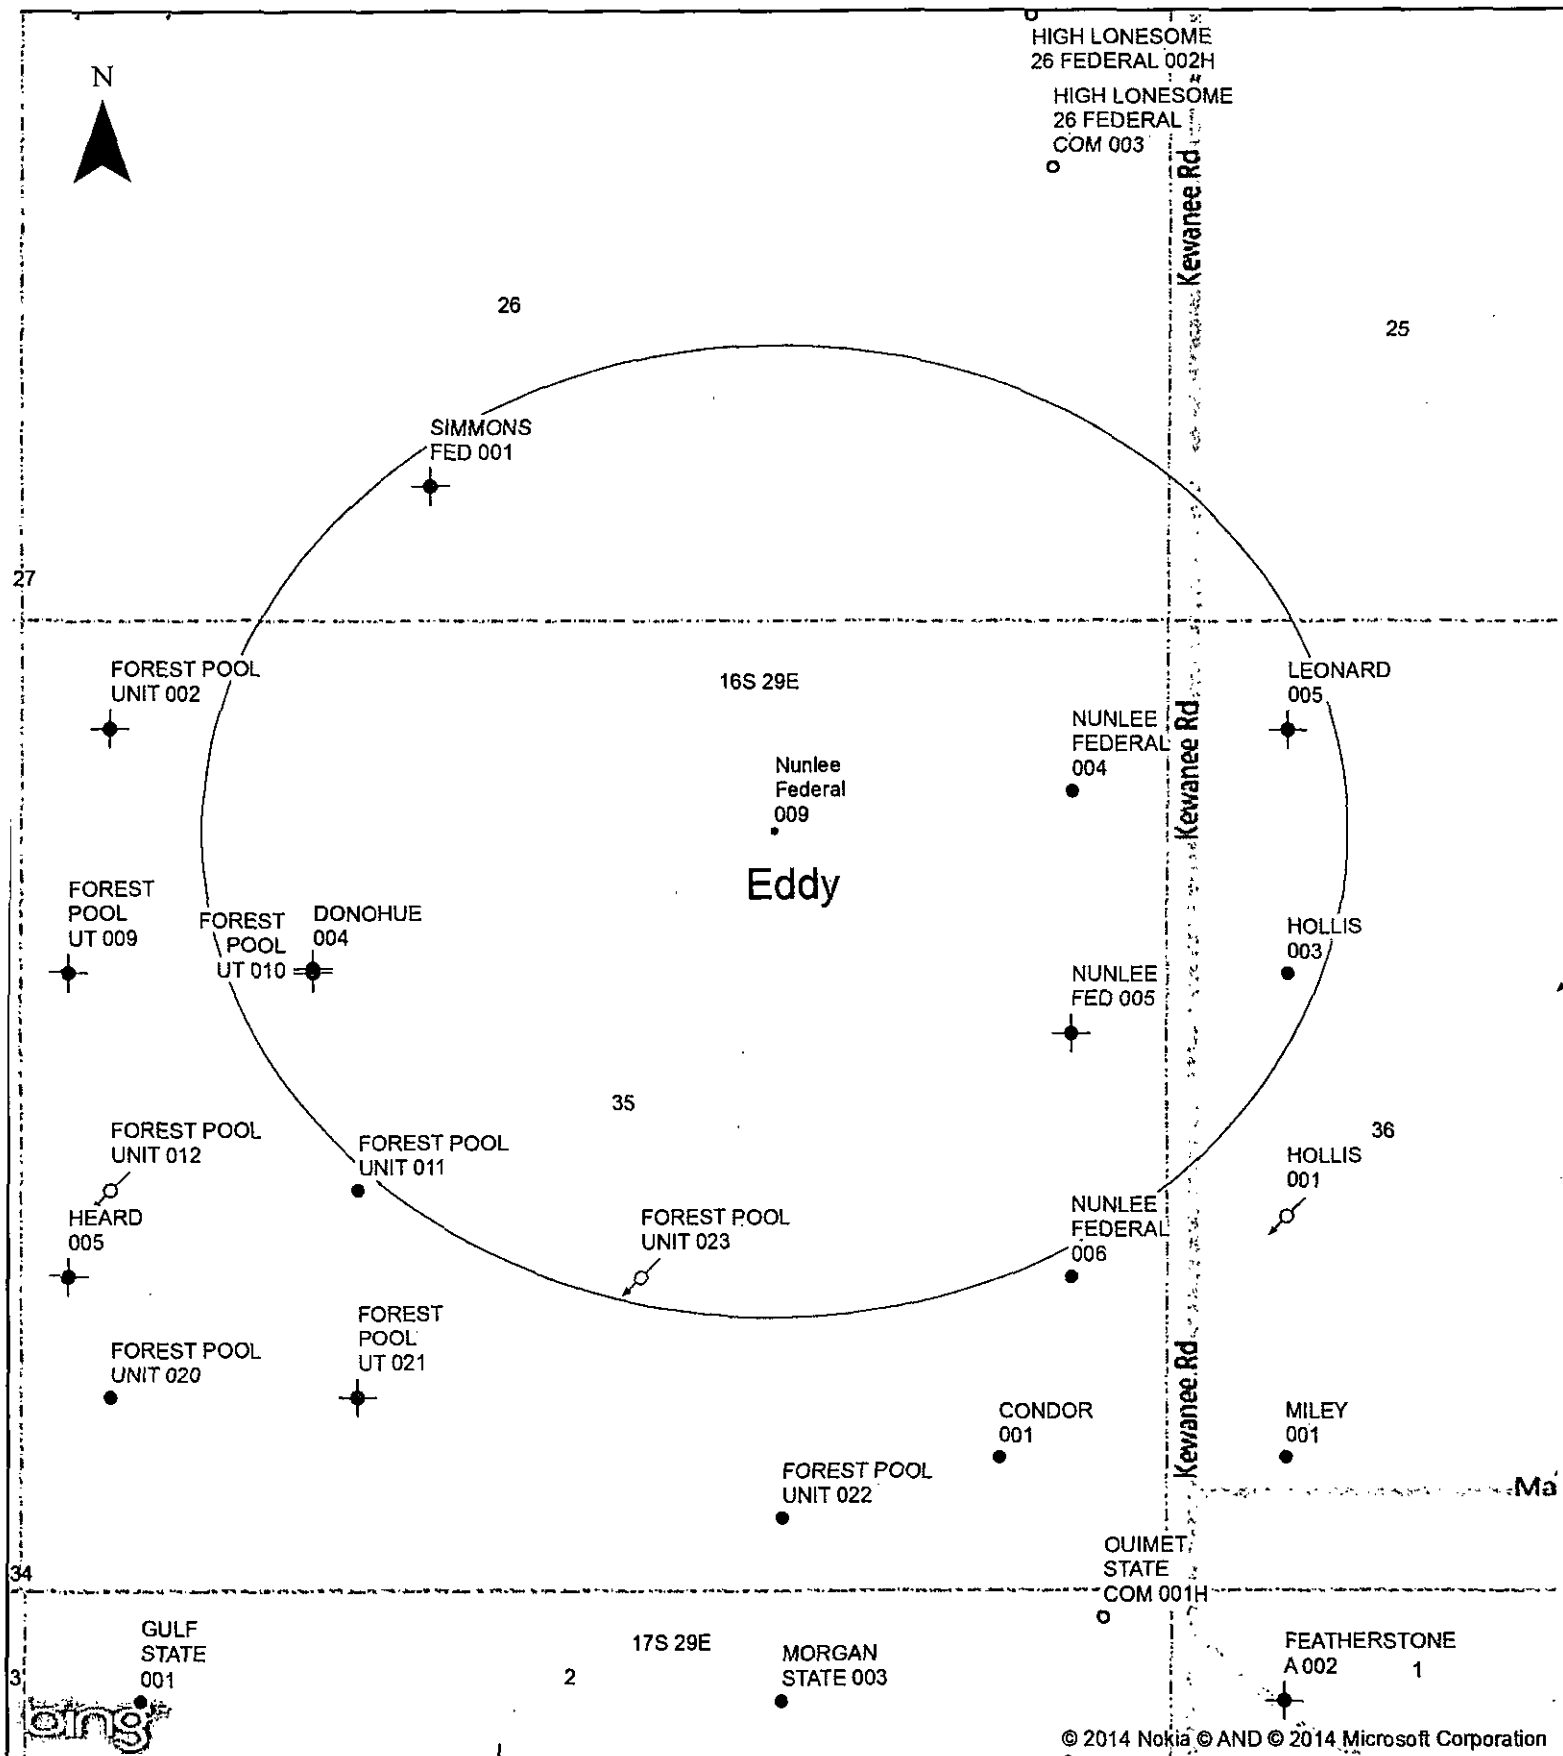 HIGH LONESOME
26 FEDERAL 002H
N
HIGH LONESOME
26 FEDERAL
COM 003
Kewanee Rd
26
25
SIMMONS
FED 001
27
FOREST POOL
UNIT 002
16S 29E
LEONARD
005
NUNLEE
FEDERAL
004
Kewanee Rd
Nunlee
Federal
009
Eddy
FOREST
POOL
UT 009
FOREST
POOL
UT 010
DONOHUE
004
HOLLIS
003
NUNLEE
FED 005
35
36
FOREST POOL
UNIT 012
FOREST POOL
UNIT 011
HOLLIS
001
HEARD
005
FOREST POOL
UNIT 023
NUNLEE
FEDERAL
006
FOREST POOL
UNIT 020
FOREST
POOL
UT 021
Kewanee Rd
CONDOR
001
MILEY
001
FOREST POOL
UNIT 022
Ma
OUIMET
STATE
COM 001H
34
GULF
STATE
001
17S 29E
MORGAN
STATE 003
FEATHERSTONE
A 002
3
2
1
bing
© 2014 Nokia © AND © 2014 Microsoft Corporation